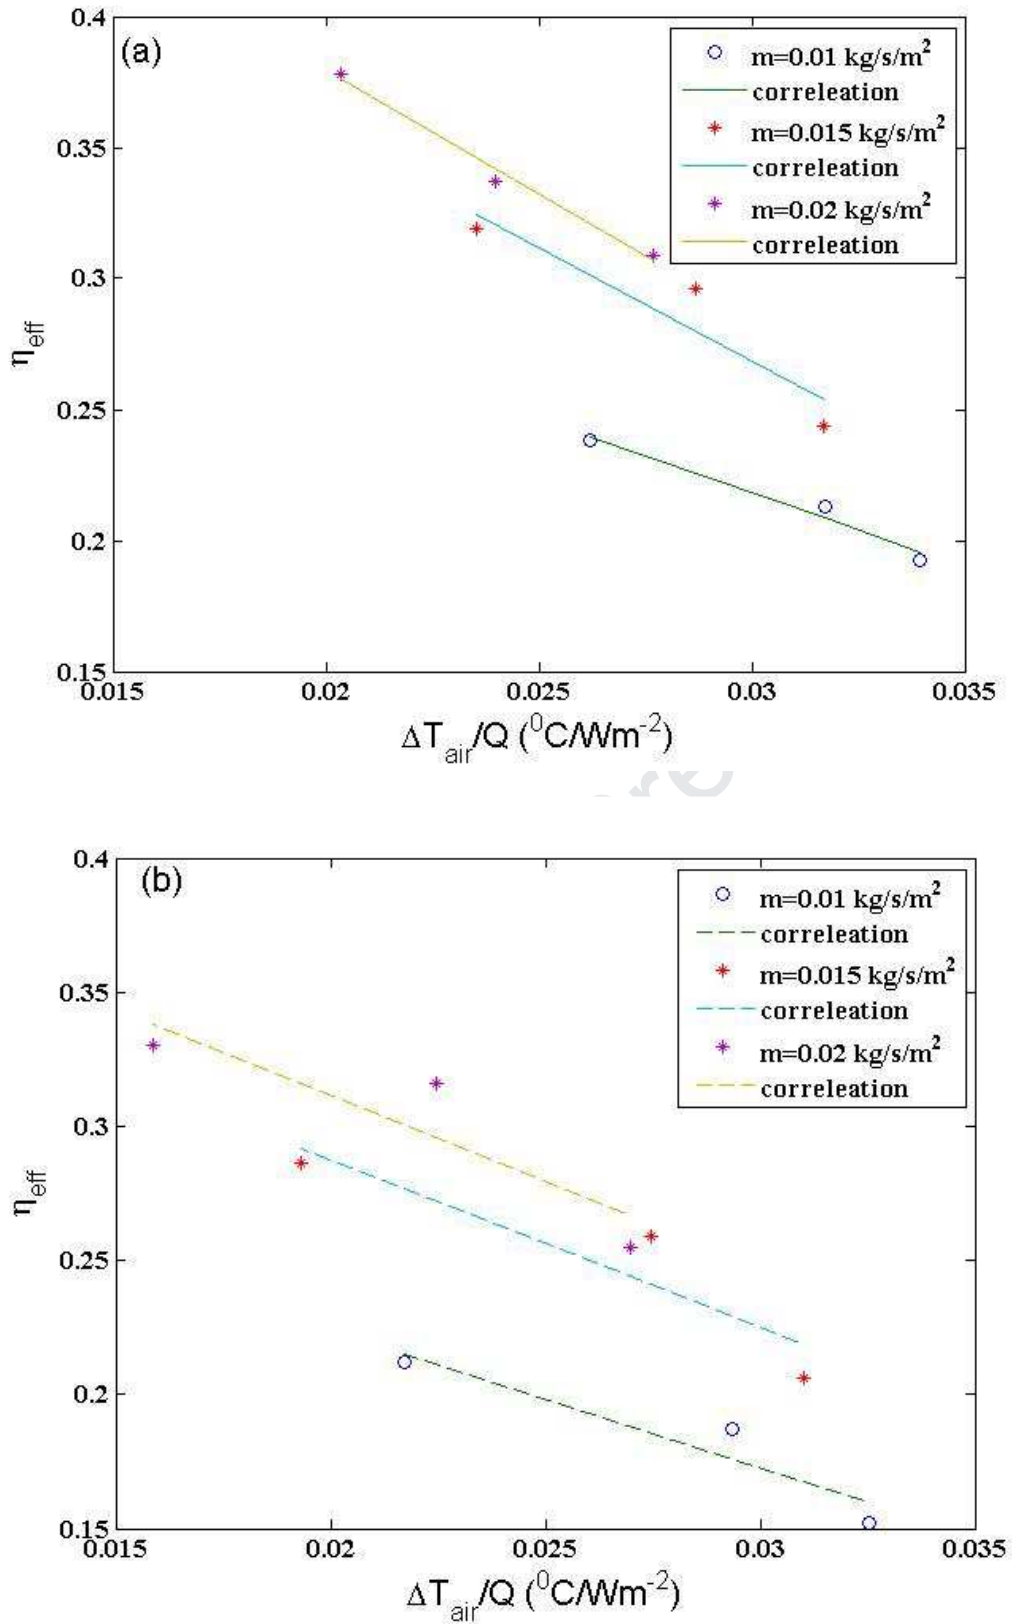 (a)
0.4
0.35
0.3
0.25
0.2
0.15
η_eff
m=0.01 kg/s/m²
correleation
m=0.015 kg/s/m²
correleation
m=0.02 kg/s/m²
correleation
0.015 0.02 0.025 0.03 0.035
ΔT_air/Q (⁰C/Wm⁻²)
(b)
0.4
0.35
0.3
0.25
0.2
0.15
η_eff
m=0.01 kg/s/m²
correleation
m=0.015 kg/s/m²
correleation
m=0.02 kg/s/m²
correleation
0.015 0.02 0.025 0.03 0.035
ΔT_air/Q (⁰C/Wm⁻²)